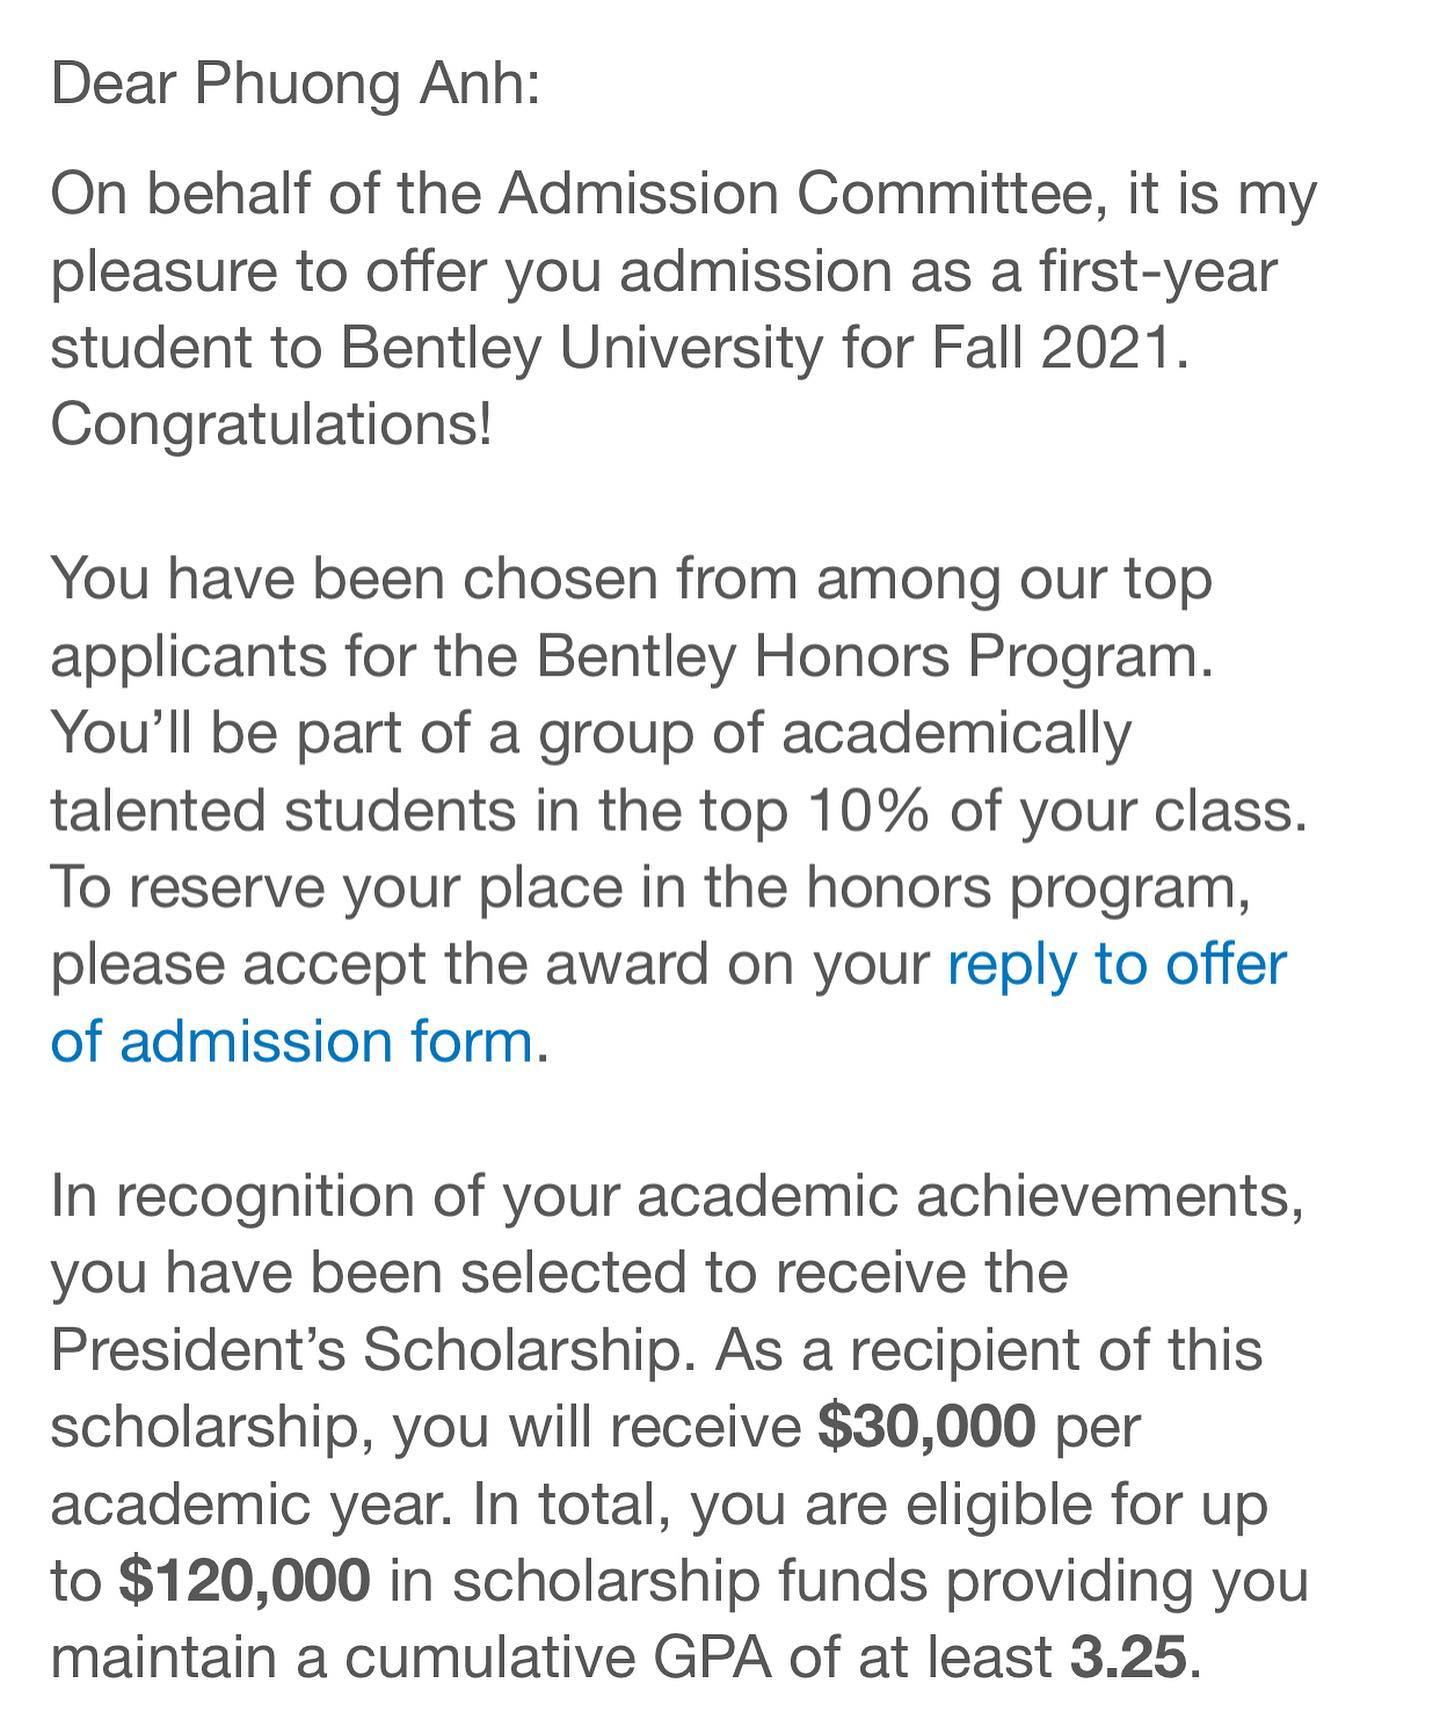 Dear Phuong Anh:
On behalf of the Admission Committee, it is my
pleasure to offer you admission as a first-year
student to Bentley University for Fall 2021.
Congratulations!
You have been chosen from among our top
applicants for the Bentley Honors Program.
You’ll be part of a group of academically
talented students in the top 10% of your class.
To reserve your place in the honors program,
please accept the award on your reply to offer
of admission form.
In recognition of your academic achievements,
you have been selected to receive the
President’s Scholarship. As a recipient of this
scholarship, you will receive $30,000 per
academic year. In total, you are eligible for up
to $120,000 in scholarship funds providing you
maintain a cumulative GPA of at least 3.25.